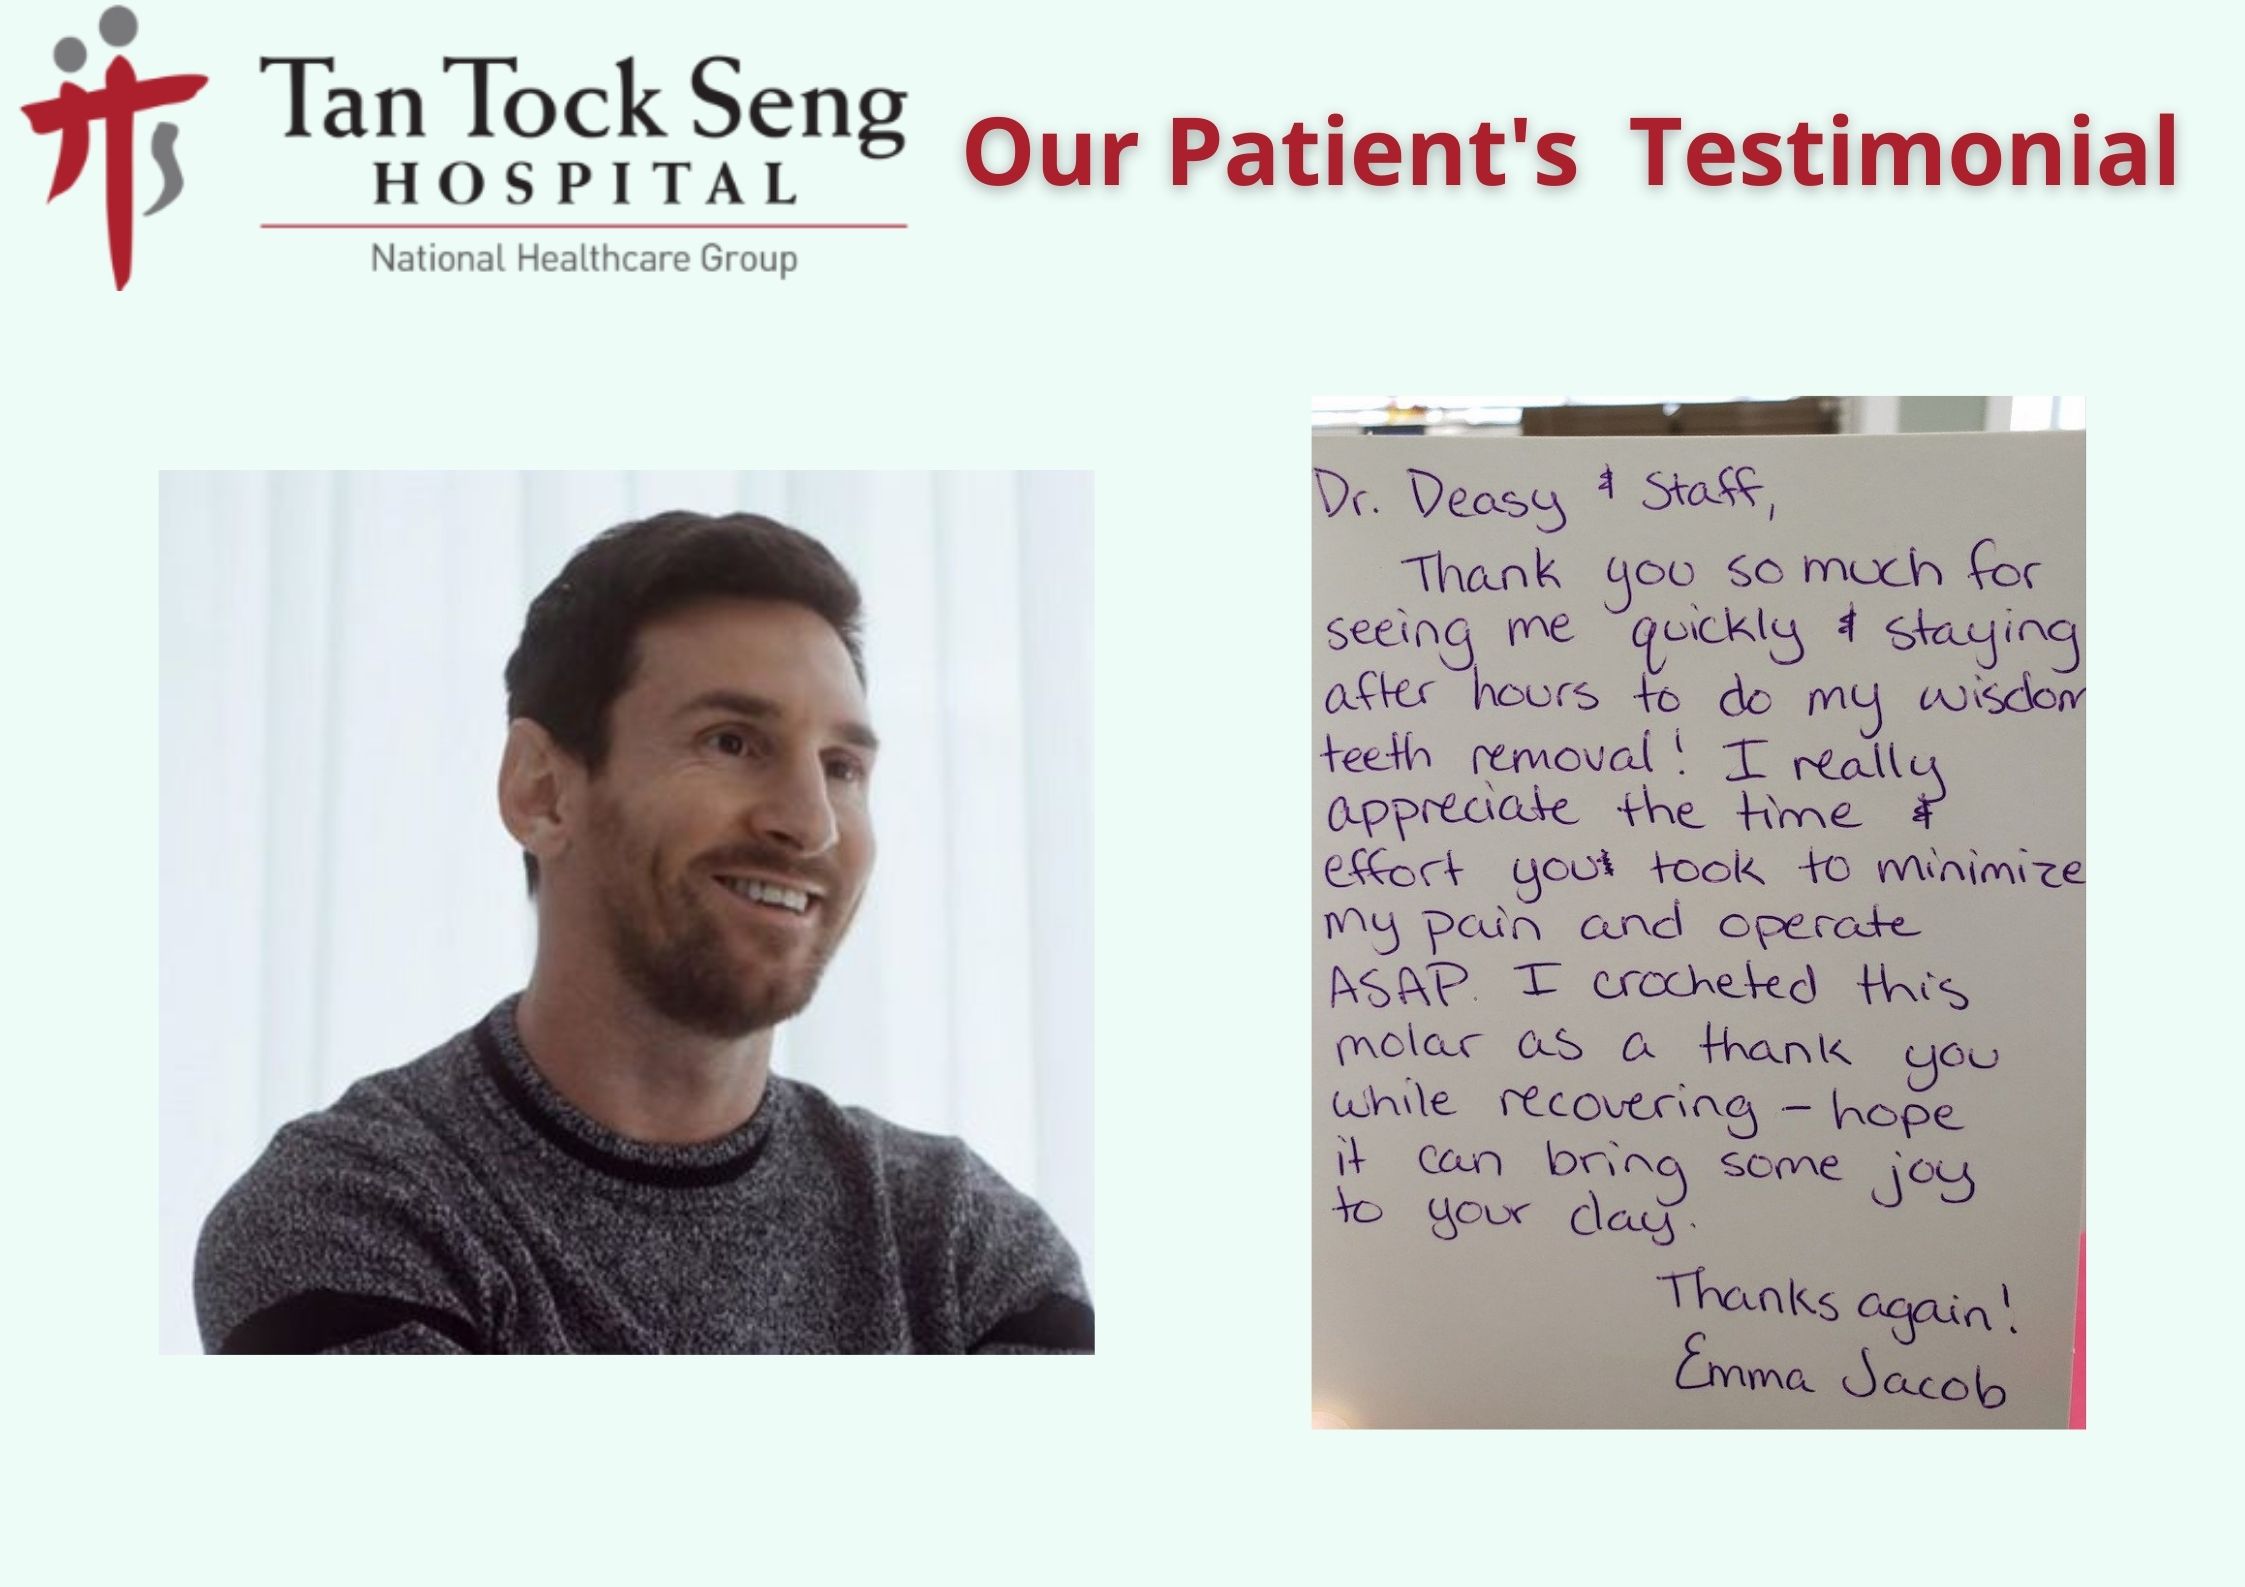 Tan Tock Seng
HOSPITAL
National Healthcare Group
Our Patient's Testimonial
Dr. Deasy & Staff,
Thank you so much for
seeing me quickly & staying
after hours to do my wisdom
teeth removal! I really
appreciate the time &
effort you took to minimize
my pain and operate
ASAP. I crocheted this
molar as a thank you
while recovering - hope
it can bring some joy
to your day.
Thanks again!
Emma Jacob